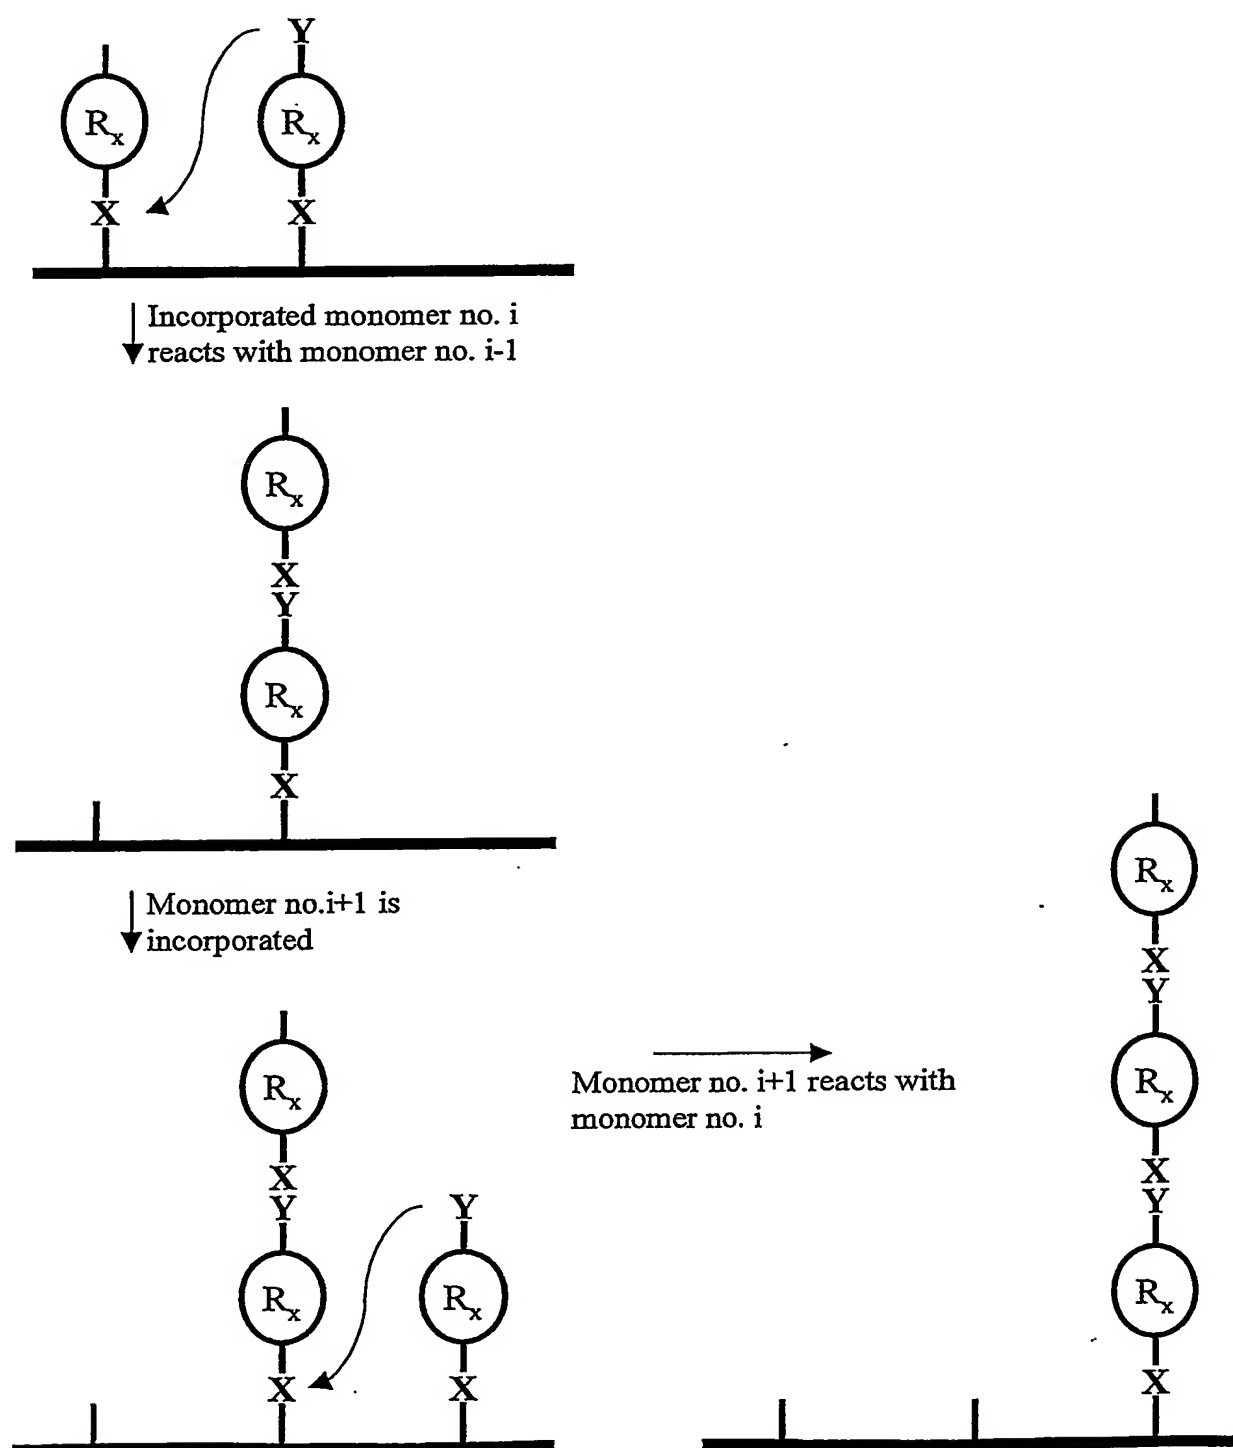 Y
Rx Rx
X X
Incorporated monomer no. i
reacts with monomer no. i-1
Rx
X
Y
Rx
X
Monomer no.i+1 is
incorporated
Rx
X
Y Y
Rx Rx
X X
Monomer no. i+1 reacts with
monomer no. i
Rx
X
Y
Rx
X
Y
Rx
X